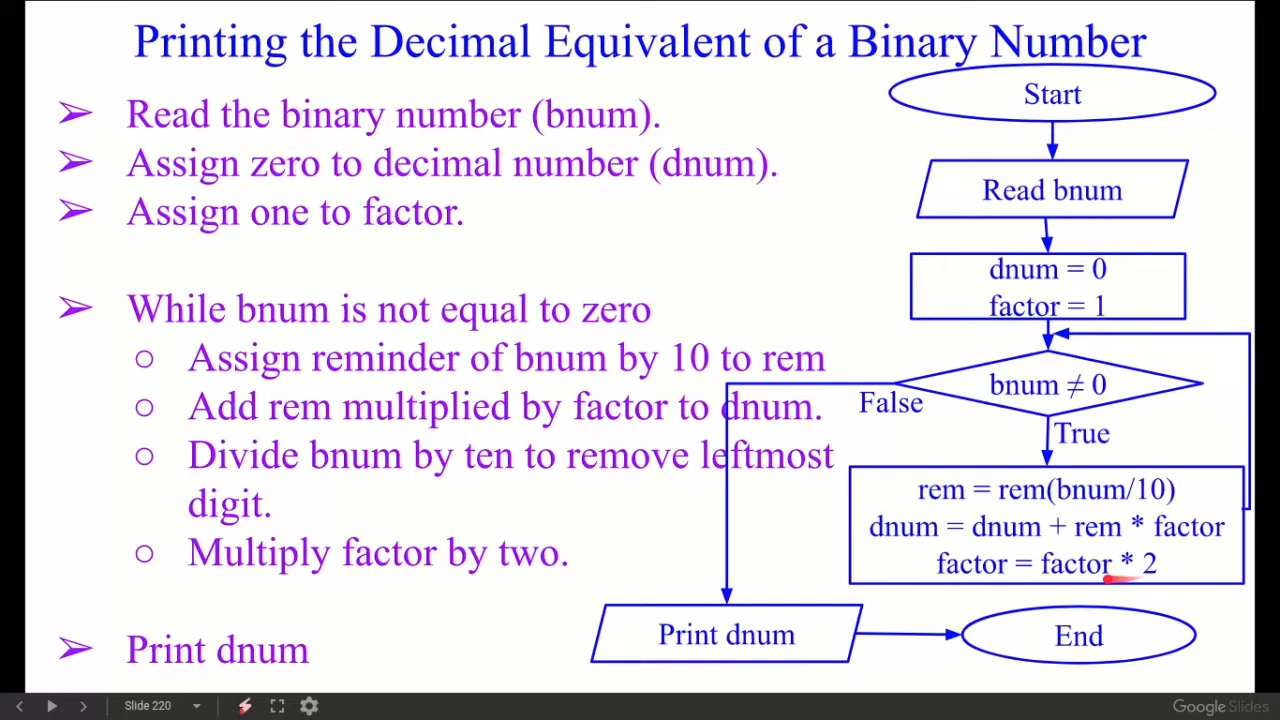 Printing the Decimal Equivalent of a Binary Number
➢ Read the binary number (bnum).
➢ Assign zero to decimal number (dnum).
➢ Assign one to factor.
➢ While bnum is not equal to zero
○ Assign reminder of bnum by 10 to rem
○ Add rem multiplied by factor to dnum.
○ Divide bnum by ten to remove leftmost
digit.
○ Multiply factor by two.
➢ Print dnum
Start
Read bnum
dnum = 0
factor = 1
bnum ≠ 0
False
True
rem = rem(bnum/10)
dnum = dnum + rem * factor
factor = factor * 2
Print dnum
End
Slide 220
Google Slides